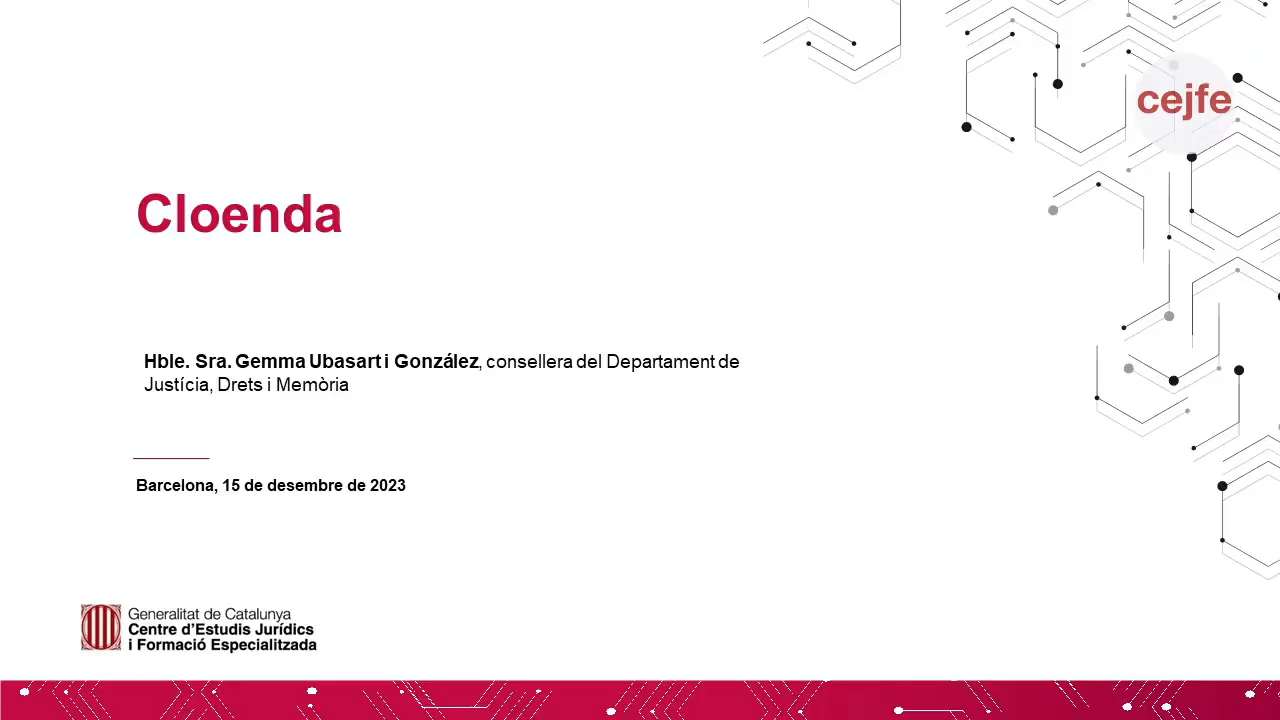 cejfe
Cloenda
Hble. Sra. Gemma Ubasart i González, consellera del Departament de
Justícia, Drets i Memòria
Barcelona, 15 de desembre de 2023
Generalitat de Catalunya
Centre d'Estudis Jurídics
i Formació Especialitzada